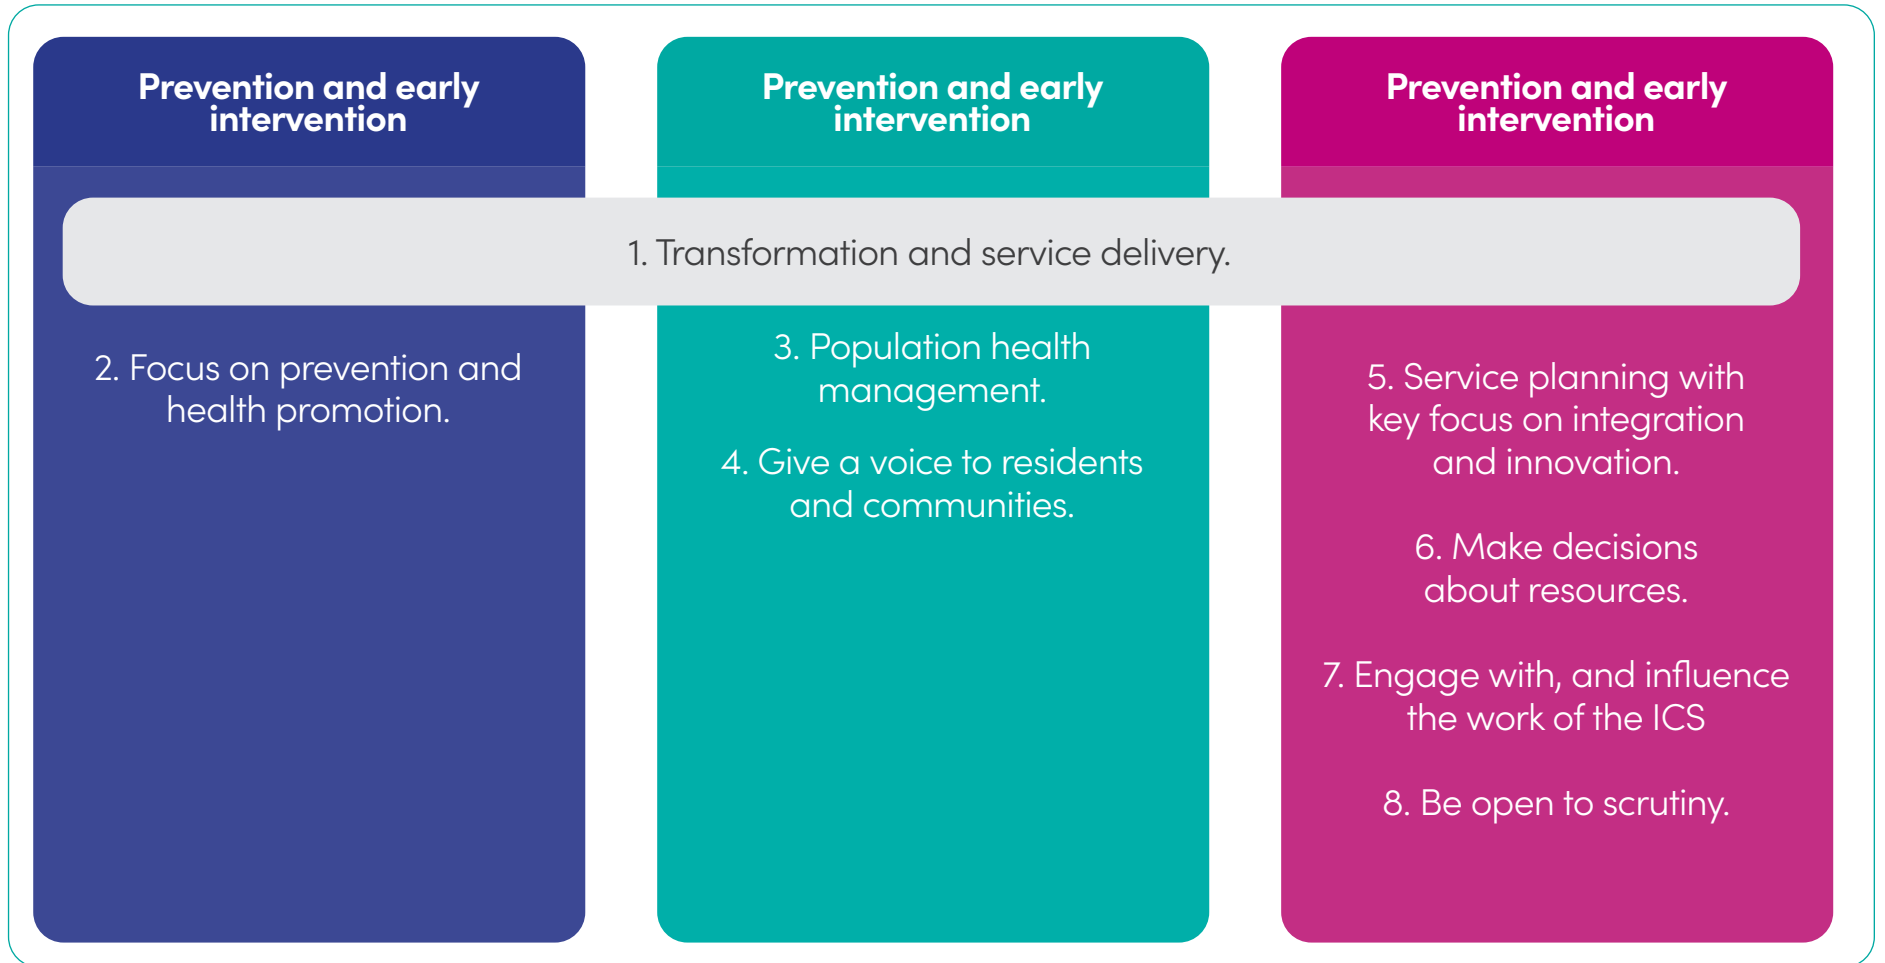 Prevention and early
intervention
Prevention and early
intervention
Prevention and early
intervention
1. Transformation and service delivery.
2. Focus on prevention and
health promotion.
3. Population health
management.
4. Give a voice to residents
and communities.
5. Service planning with
key focus on integration
and innovation.
6. Make decisions
about resources.
7. Engage with, and influence
the work of the ICS
8. Be open to scrutiny.